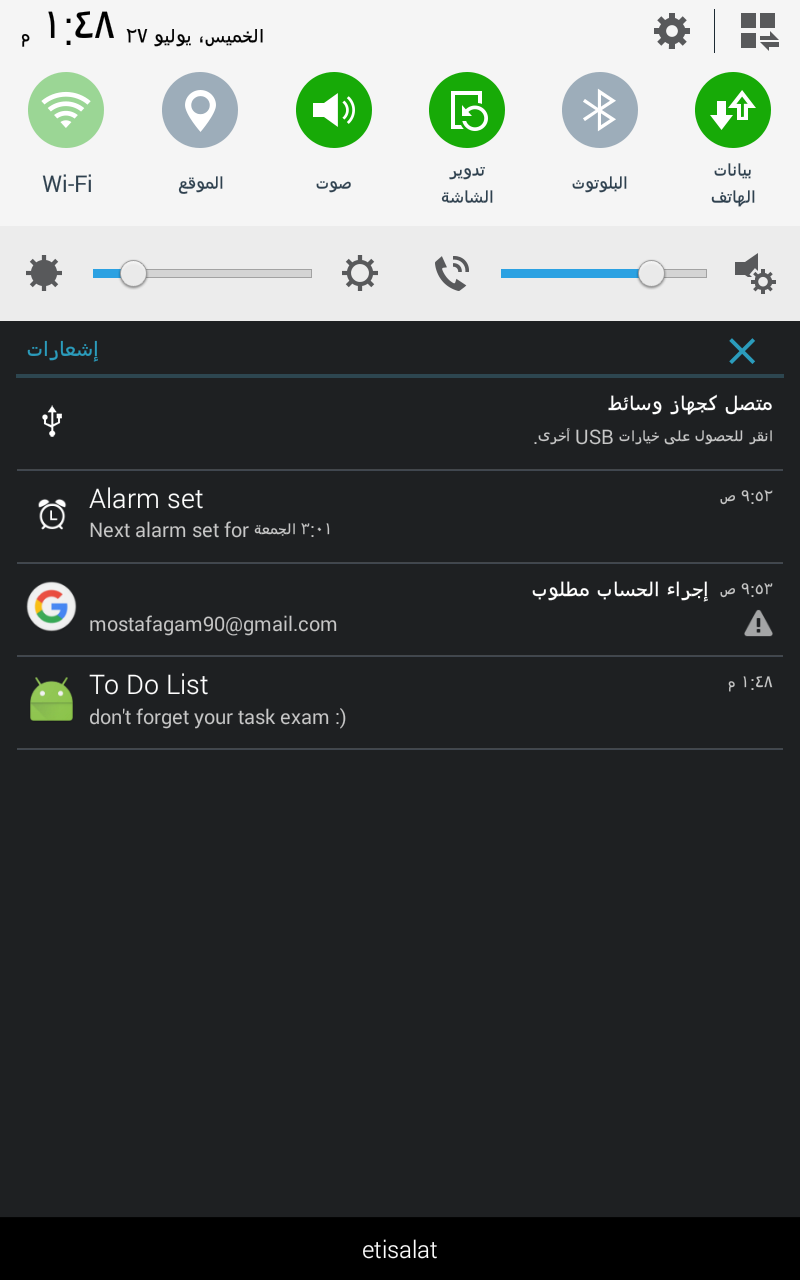 ١:٤٨ م الخميس، يوليو ٢٧
Wi-Fi
الموقع
صوت
تدوير
الشاشة
البلوتوث
بيانات
الهاتف
إشعارات
متصل كجهاز وسائط
انقر للحصول على خيارات USB أخرى.
Alarm set
٩:٥٢ ص
Next alarm set for الجمعة ٣:٠١
إجراء الحساب مطلوب
٩:٥٣ ص
mostafagam90@gmail.com
To Do List
١:٤٨ م
don't forget your task exam :)
etisalat